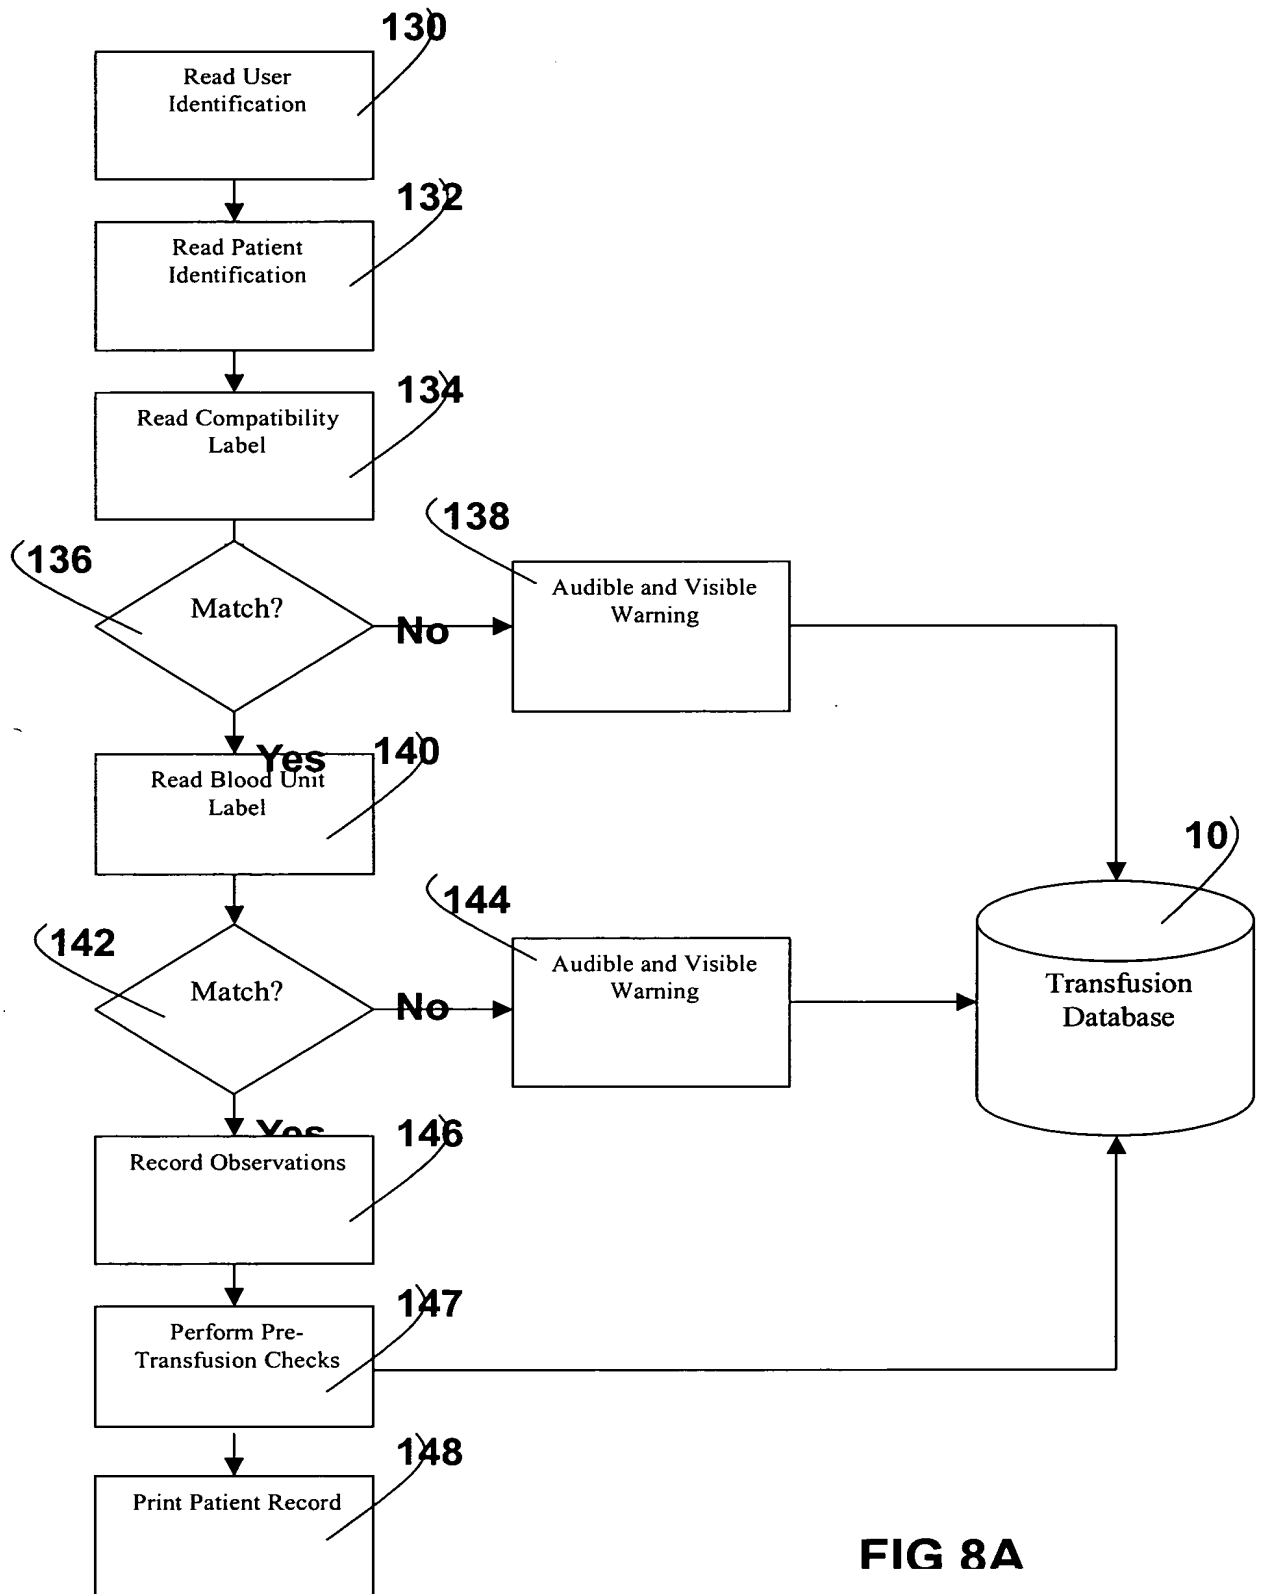 130
Read User
Identification
132
Read Patient
Identification
134
Read Compatibility
Label
136
Match?
No
138
Audible and Visible
Warning
Yes
140
Read Blood Unit
Label
10
Transfusion
Database
142
Match?
No
144
Audible and Visible
Warning
Yes
146
Record Observations
147
Perform Pre-
Transfusion Checks
148
Print Patient Record
FIG 8A